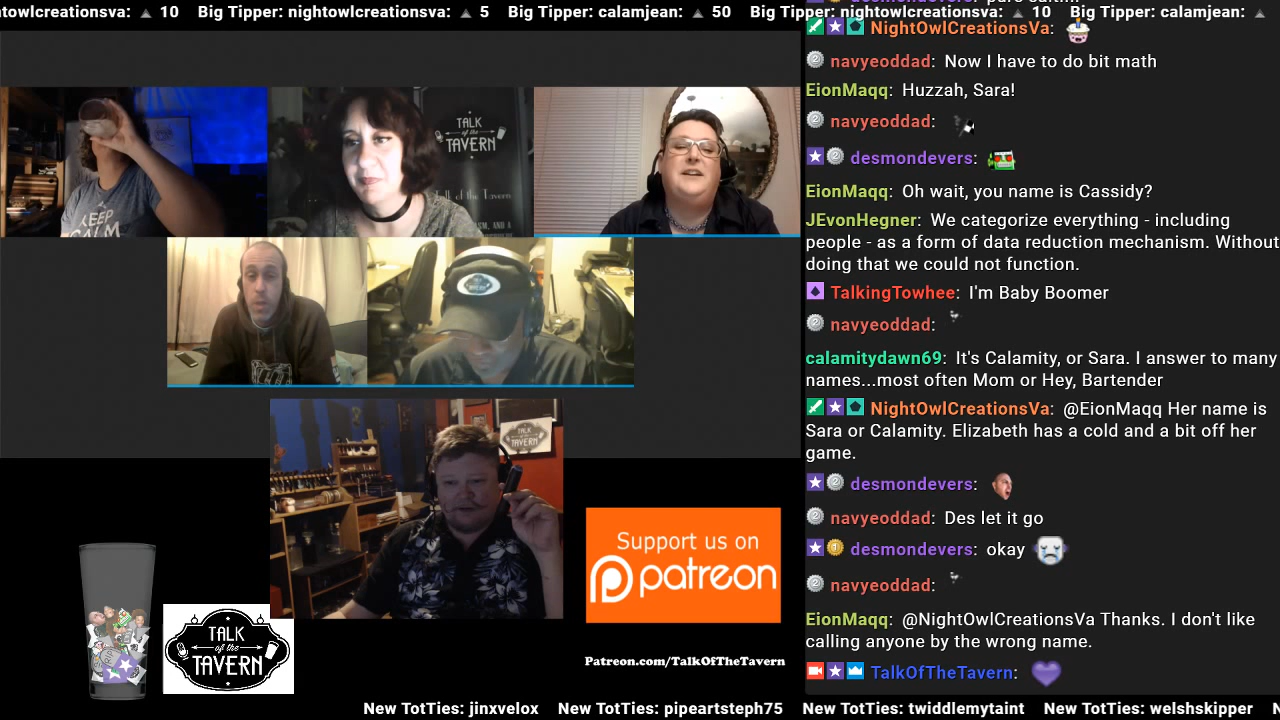 owlcreationsva: 10 Big Tipper: nightowlcreationsva: 5 Big Tipper: calamjean: 50 Big Tipper: nightowlcreationsva: 10 Big Tipper: calamjean:
desmondevers:
NightOwlCreationsVa:
navyeoddad: Now I have to do bit math
EionMaqq: Huzzah, Sara!
navyeoddad:
desmondevers:
EionMaqq: Oh wait, you name is Cassidy?
JEvonHegner: We categorize everything - including
people - as a form of data reduction mechanism. Without
doing that we could not function.
TalkingTowhee: I'm Baby Boomer
navyeoddad:
calamitydawn69: It's Calamity, or Sara. I answer to many
names...most often Mom or Hey, Bartender
NightOwlCreationsVa: @EionMaqq Her name is
Sara or Calamity. Elizabeth has a cold and a bit off her
game.
desmondevers:
navyeoddad: Des let it go
desmondevers: okay
navyeoddad:
EionMaqq: @NightOwlCreationsVa Thanks. I don't like
calling anyone by the wrong name.
TalkOfTheTavern:
KEEP
CALM
TALK
of the
TAVERN
TALK
of the
TAVERN
Support us on
patreon
Patreon.com/TalkOfTheTavern
TALK
of the
TAVERN
New TotTies: jinxvelox New TotTies: pipeartsteph75 New TotTies: twiddlemytaint New TotTies: welshskipper